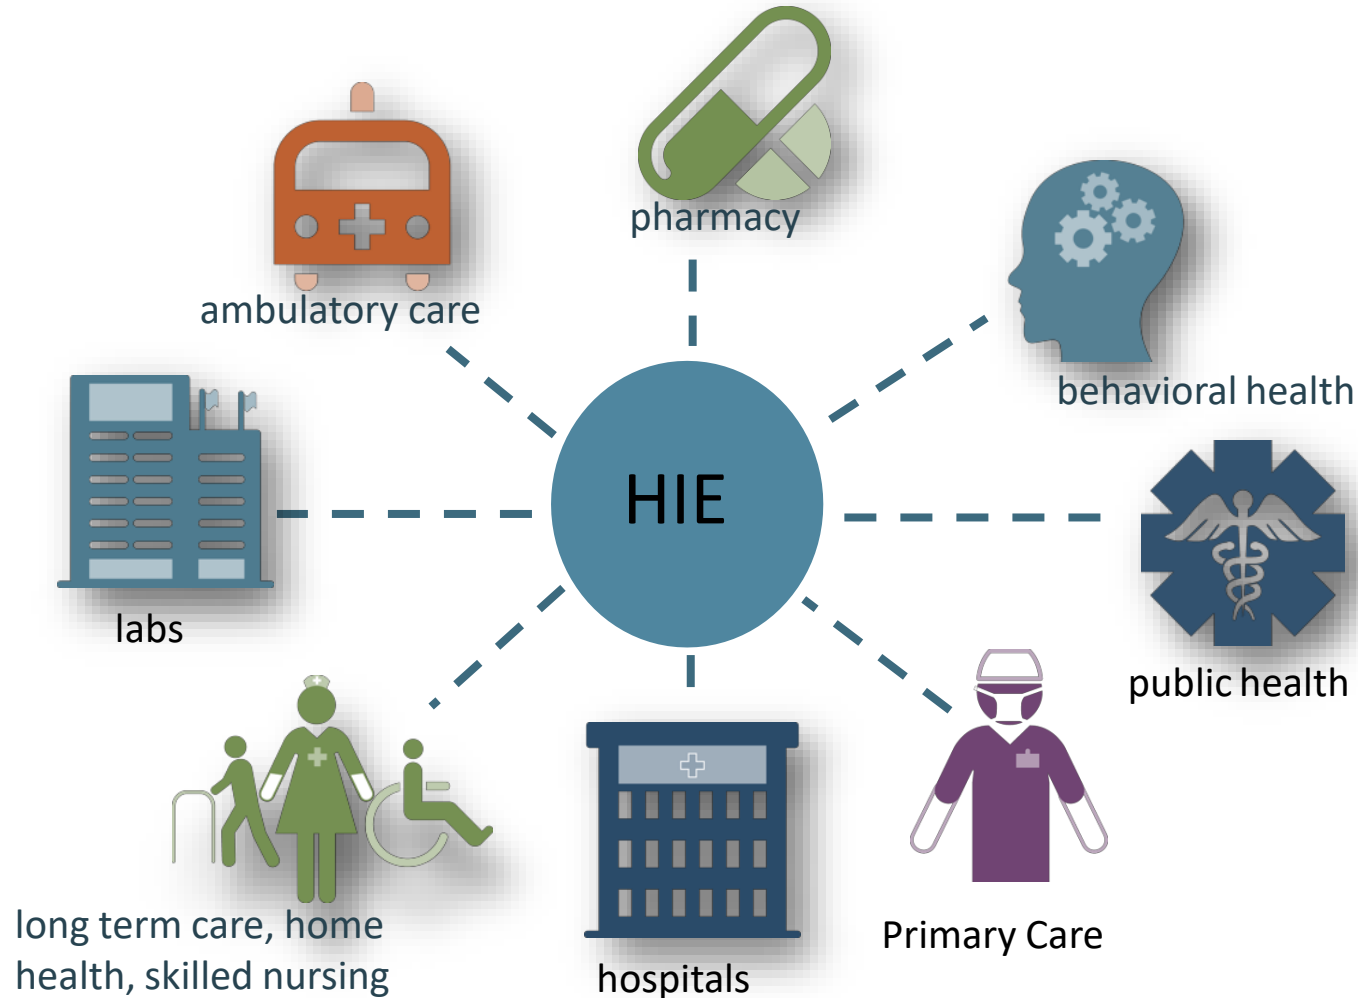 pharmacy
ambulatory care
behavioral health
HIE
labs
public health
long term care, home
health, skilled nursing
hospitals
Primary Care